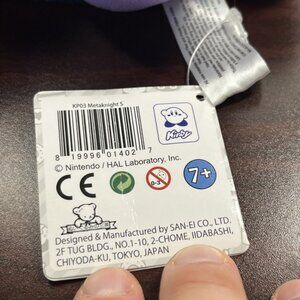 KP03 Metaknight S
8 19996 01402 7
Kirby
© Nintendo / HAL Laboratory, Inc.
CE
0-3
7+
Designed & Manufactured by SAN-EI CO., LTD.
2F TUG BLDG., NO.1-10, 2-CHOME, IIDABASHI,
CHIYODA-KU, TOKYO, JAPAN